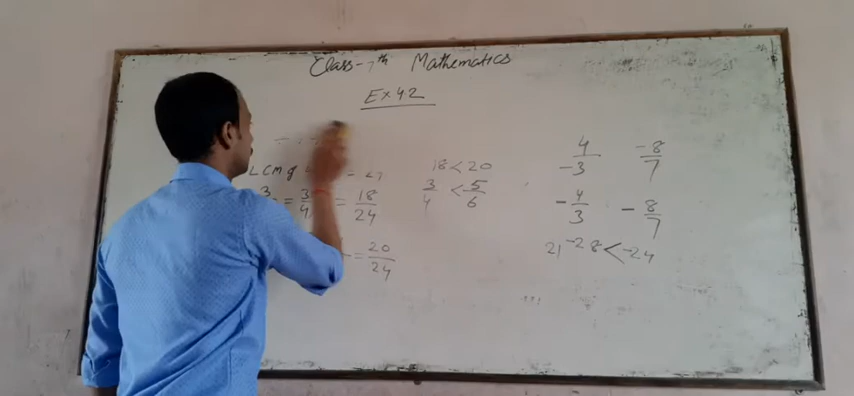 Class-7th Mathematics
Ex 4.2
LCM of = 24
3 = 3/4 = 18/24
= 20/24
18 < 20
3/4 < 5/6
4/-3 -8/7
-4/3 -8/7
21 -28 < -24